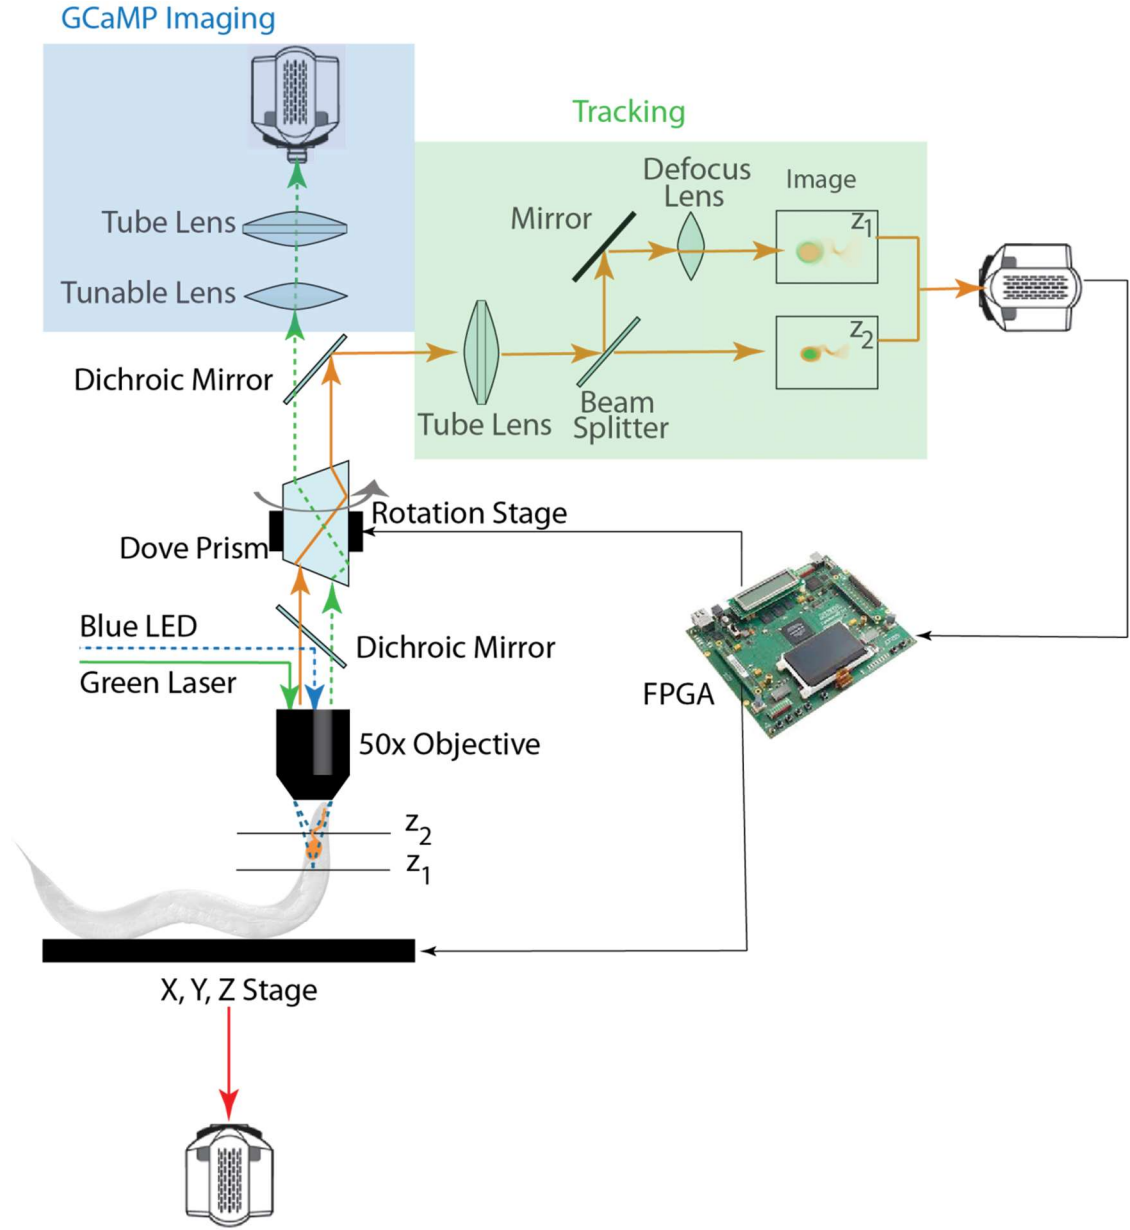 GCaMP Imaging
Tracking
Tube Lens
Tunable Lens
Dichroic Mirror
Defocus
Lens
Image
Mirror
z1
z2
Tube Lens
Beam
Splitter
Rotation Stage
Dove Prism
Blue LED
Green Laser
Dichroic Mirror
FPGA
50x Objective
z2
z1
X, Y, Z Stage